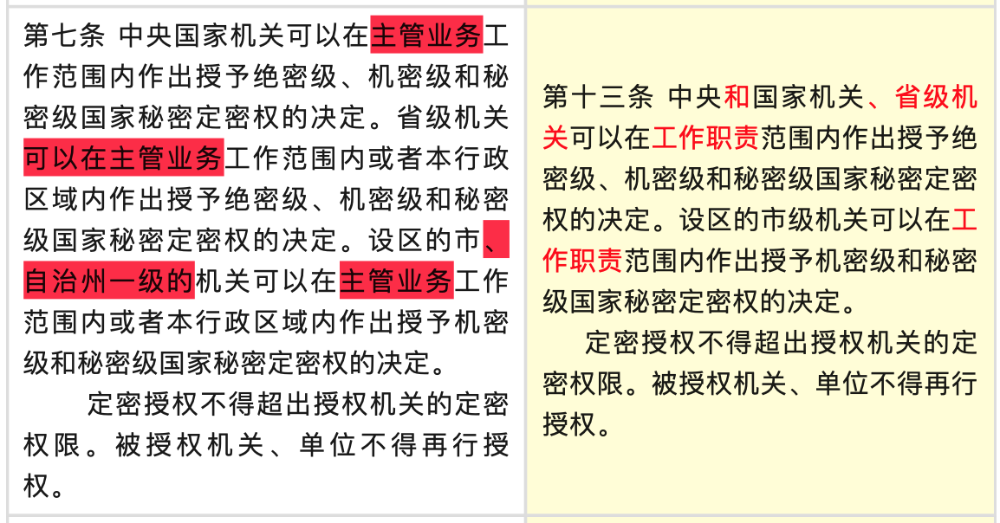 第七条 中央国家机关可以在主管业务工
作范围内作出授予绝密级、机密级和秘
密级国家秘密定密权的决定。省级机关
可以在主管业务工作范围内或者本行政
区域内作出授予绝密级、机密级和秘密
级国家秘密定密权的决定。设区的市、
自治州一级的机关可以在主管业务工作
范围内或者本行政区域内作出授予机密
级和秘密级国家秘密定密权的决定。
定密授权不得超出授权机关的定密
权限。被授权机关、单位不得再行授
权。
第十三条 中央和国家机关、省级机
关可以在工作职责范围内作出授予绝
密级、机密级和秘密级国家秘密定密
权的决定。设区的市级机关可以在工
作职责范围内作出授予机密级和秘密
级国家秘密定密权的决定。
定密授权不得超出授权机关的定
密权限。被授权机关、单位不得再行
授权。